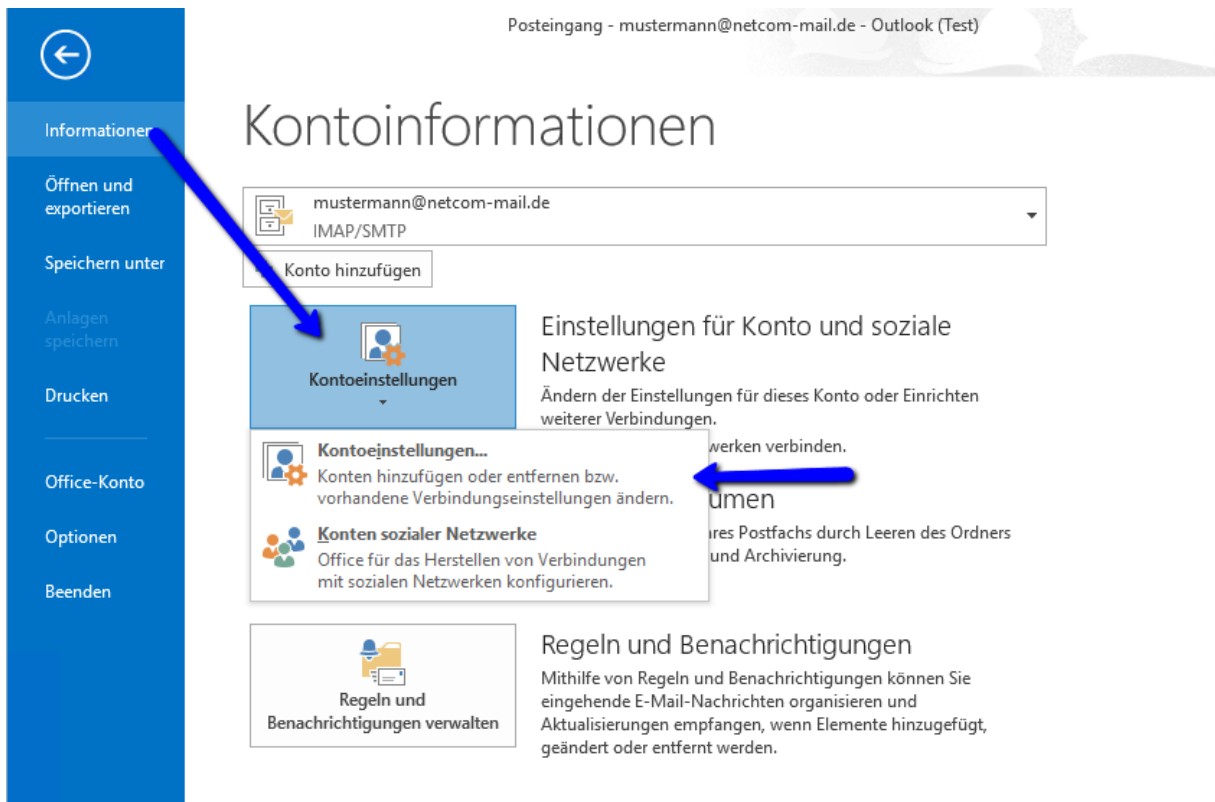 Posteingang - mustermann@netcom-mail.de - Outlook (Test)
Informationen
Öffnen und
exportieren
Speichern unter
Anlagen
speichern
Drucken
Office-Konto
Optionen
Beenden
Kontoinformationen
mustermann@netcom-mail.de
IMAP/SMTP
Konto hinzufügen
Kontoeinstellungen
Einstellungen für Konto und soziale
Netzwerke
Ändern der Einstellungen für dieses Konto oder Einrichten
weiterer Verbindungen.
werken verbinden.
Kontoeinstellungen...
Konten hinzufügen oder entfernen bzw.
vorhandene Verbindungseinstellungen ändern.
Konten sozialer Netzwerke
Office für das Herstellen von Verbindungen
mit sozialen Netzwerken konfigurieren.
umen
res Postfachs durch Leeren des Ordners
und Archivierung.
Regeln und
Benachrichtigungen verwalten
Regeln und Benachrichtigungen
Mithilfe von Regeln und Benachrichtigungen können Sie
eingehende E-Mail-Nachrichten organisieren und
Aktualisierungen empfangen, wenn Elemente hinzugefügt,
geändert oder entfernt werden.